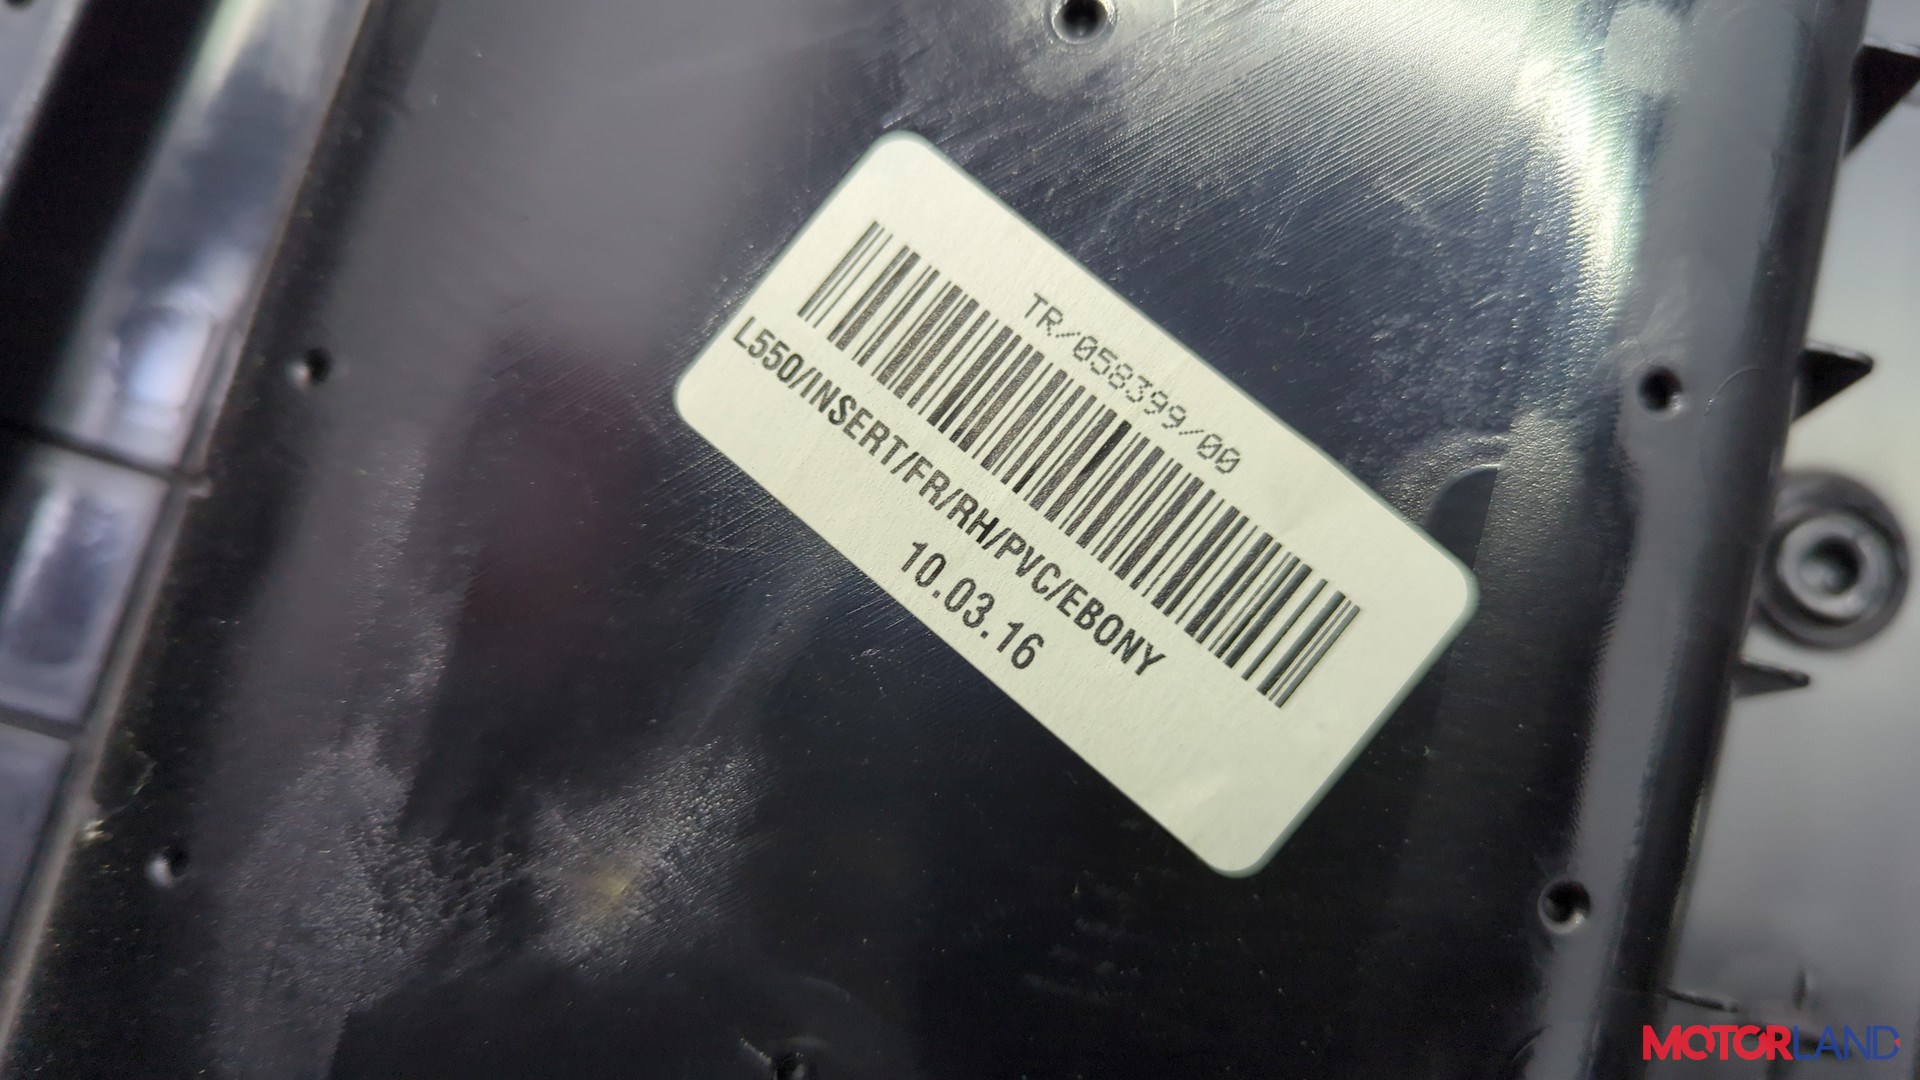 TR/058399/00
L550/INSERT/FR/RH/PVC/EBONY
10.03.16
MOTORLAND